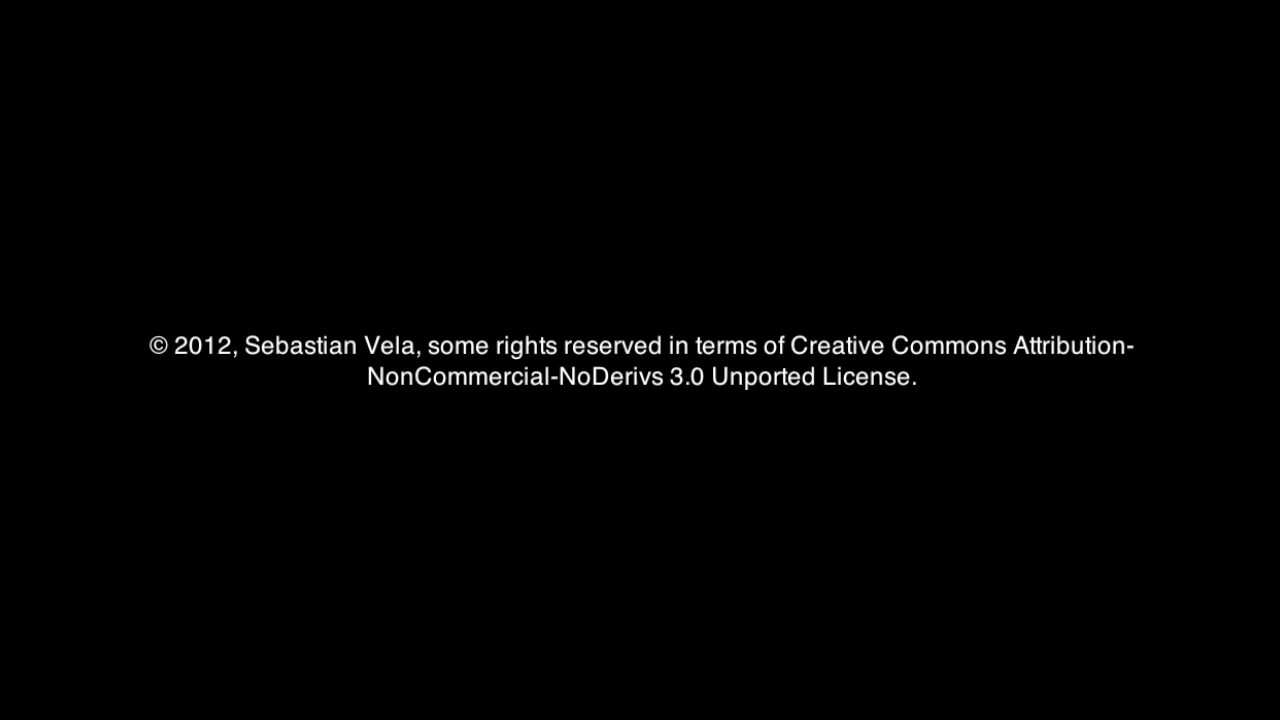 © 2012, Sebastian Vela, some rights reserved in terms of Creative Commons Attribution-
NonCommercial-NoDerivs 3.0 Unported License.